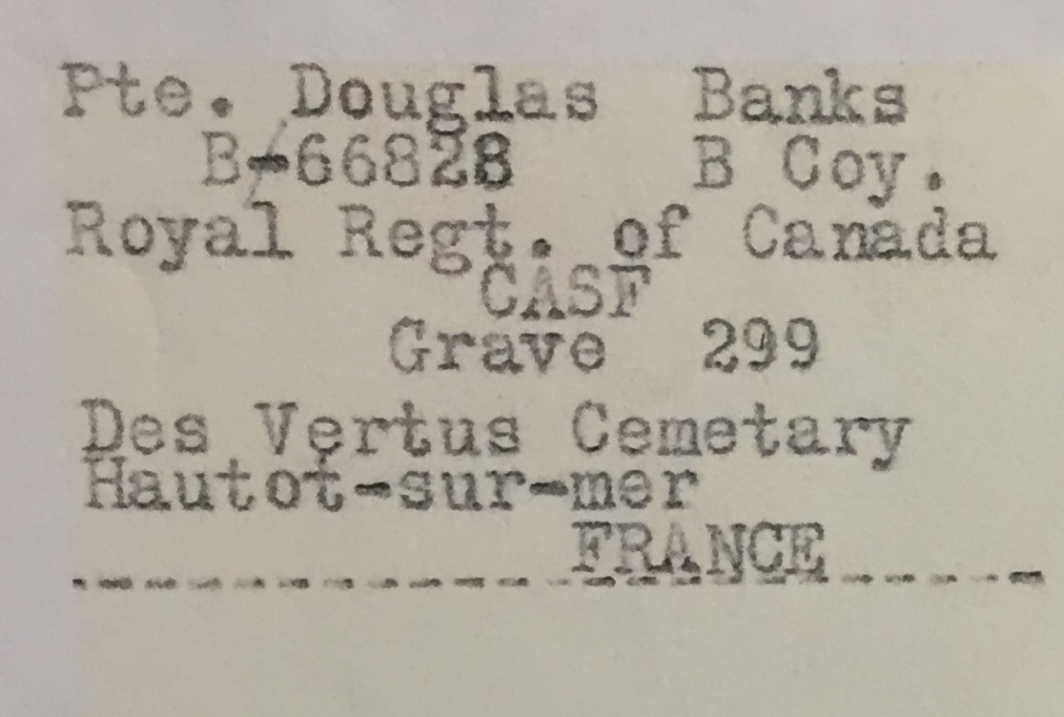 Pte. Douglas Banks
B-66828 B Coy.
Royal Regt. of Canada
CASF
Grave 299
Des Vertus Cemetary
Hautot-sur-mer
FRANCE